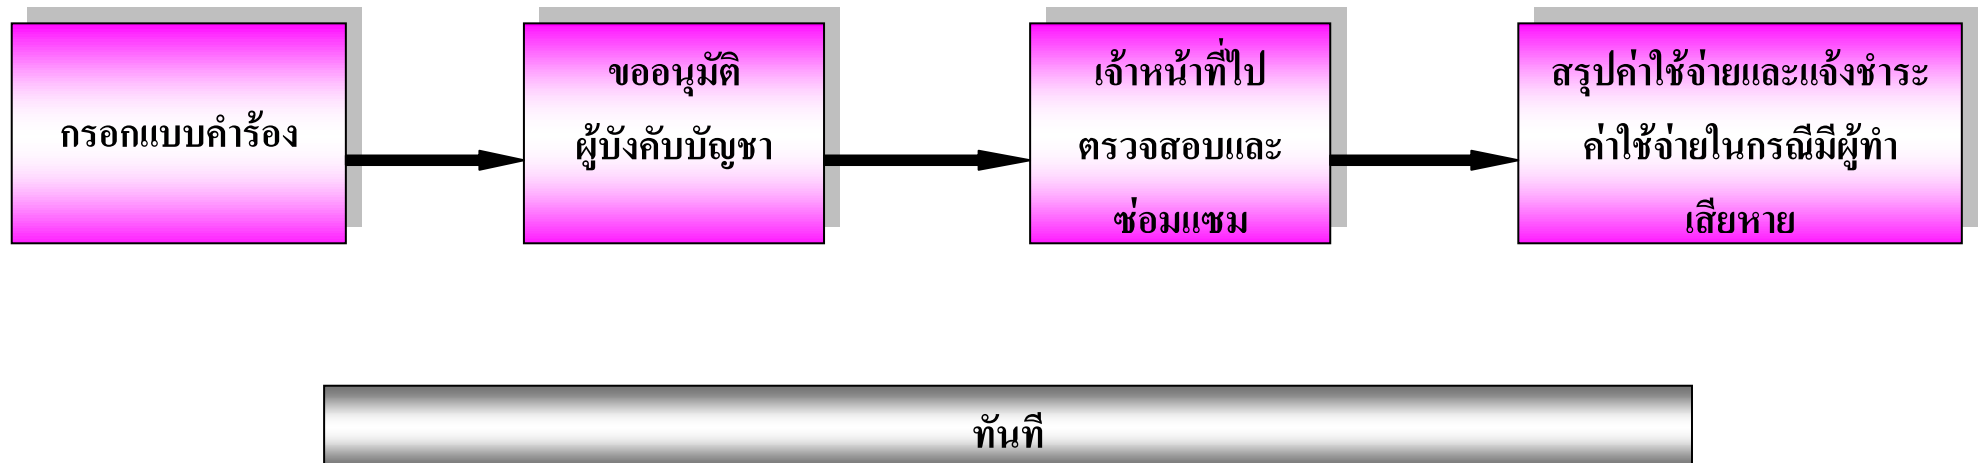 กรอกแบบคำร้อง
ขออนุมัติ
ผู้บังคับบัญชา
เจ้าหน้าที่ไป
ตรวจสอบและ
ซ่อมแซม
สรุปค่าใช้จ่ายและแจ้งชำระ
ค่าใช้จ่ายในกรณีมีผู้ทำ
เสียหาย
ทันที